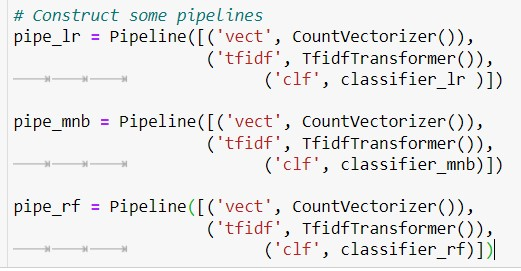 # Construct some pipelines
pipe_lr = Pipeline([('vect', CountVectorizer()),
('tfidf', TfidfTransformer()),
('clf', classifier_lr )])
pipe_mnb = Pipeline([('vect', CountVectorizer()),
('tfidf', TfidfTransformer()),
('clf', classifier_mnb)])
pipe_rf = Pipeline([('vect', CountVectorizer()),
('tfidf', TfidfTransformer()),
('clf', classifier_rf)])